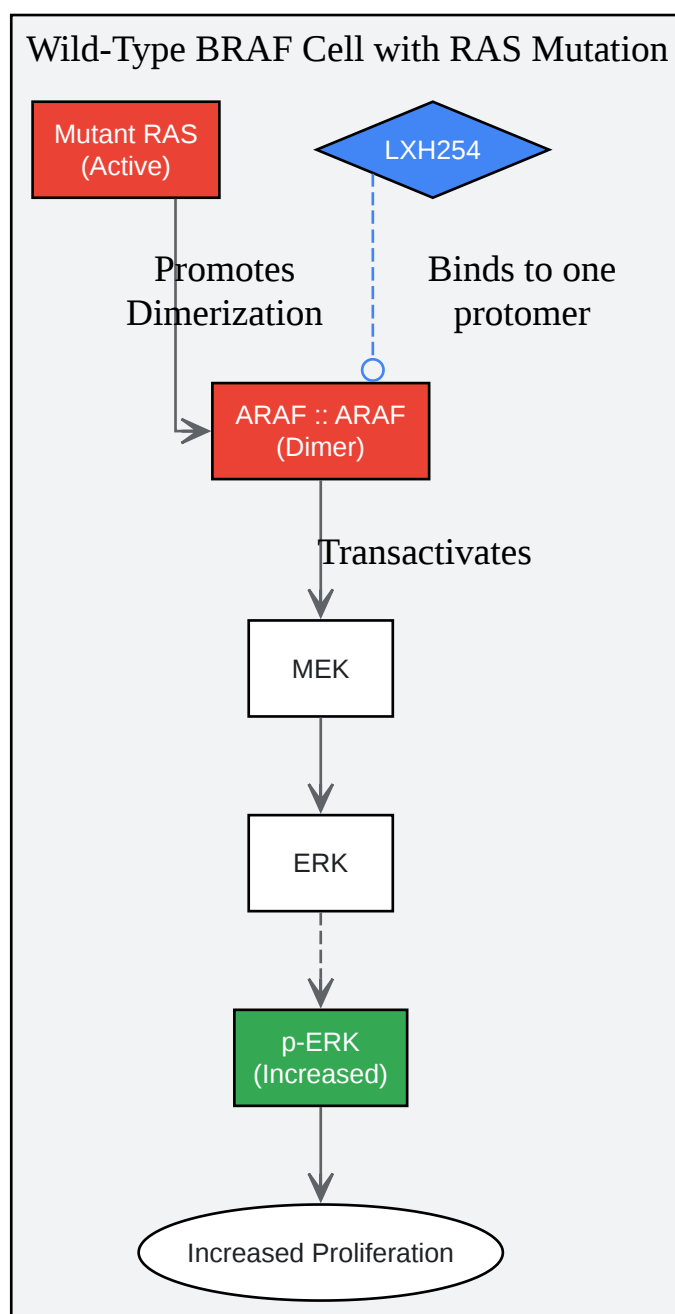 Wild-Type BRAF Cell with RAS Mutation
Mutant RAS
(Active)
LXH254
Promotes
Dimerization
Binds to one
protomer
ARAF :: ARAF
(Dimer)
Transactivates
MEK
ERK
p-ERK
(Increased)
Increased Proliferation